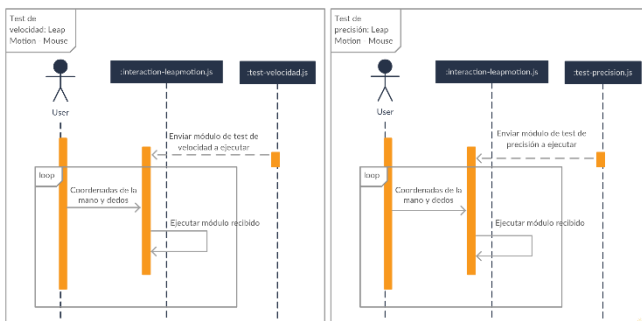 Test de
velocidad: Leap
Motion - Mouse
:interaction-leapmotion.js
:test-velocidad.js
User
Enviar módulo de test de
velocidad a ejecutar
loop
Coordenadas de la
mano y dedos
Ejecutar módulo recibido
Test de
precisión: Leap
Motion - Mouse
:interaction-leapmotion.js
:test-precision.js
User
Enviar módulo de test de
precisión a ejecutar
loop
Coordenadas de la
mano y dedos
Ejecutar módulo recibido